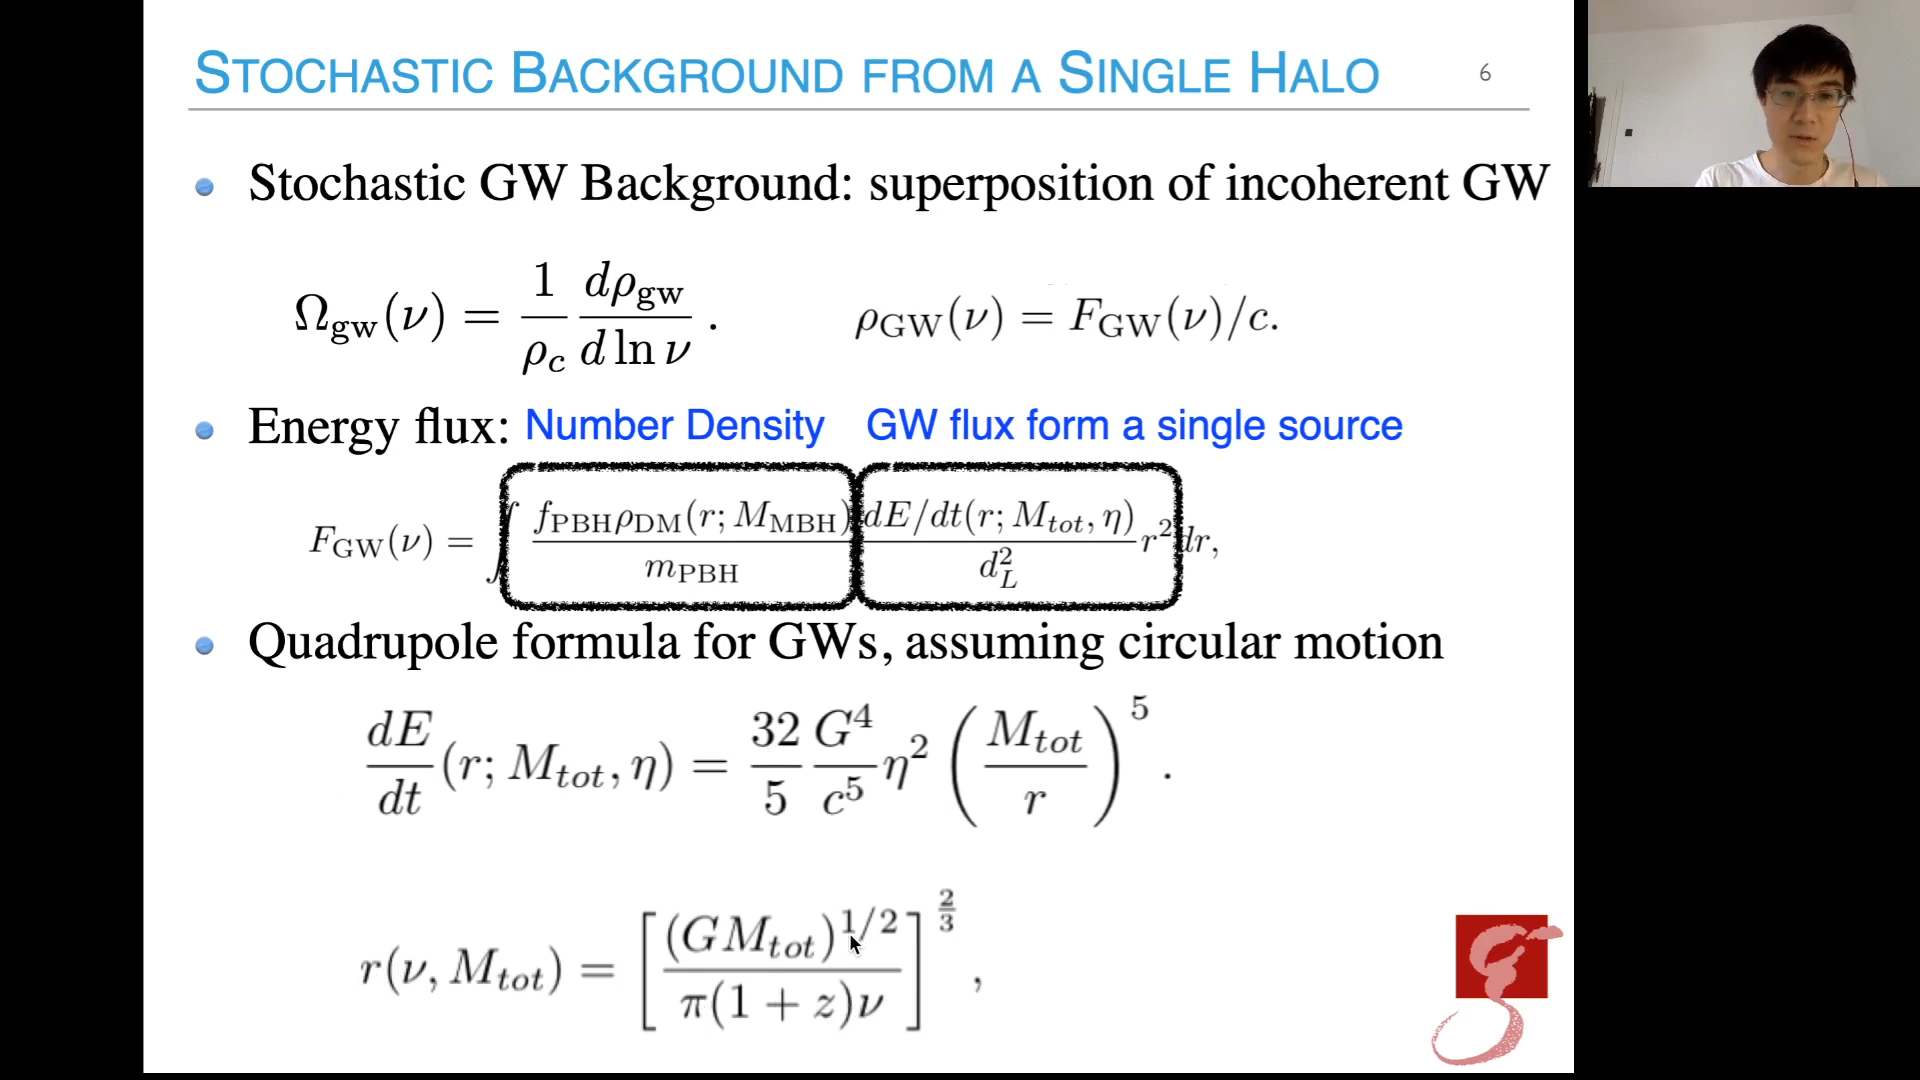 STOCHASTIC BACKGROUND FROM A SINGLE HALO 6
Stochastic GW Background: superposition of incoherent GW
Ω_gw(ν) = 1/ρ_c dρ_gw/d ln ν . ρ_GW(ν) = F_GW(ν)/c.
Energy flux: Number Density GW flux form a single source
F_GW(ν) = ∫ f_PBH ρ_DM(r; M_MBH)/m_PBH dE/dt(r; M_tot, η)/d_L^2 r^2 dr,
Quadrupole formula for GWs, assuming circular motion
dE/dt (r; M_tot, η) = 32/5 G^4/c^5 η^2 (M_tot/r)^5 .
r(ν, M_tot) = [(GM_tot)^1/2 / π(1 + z)ν]^2/3 ,